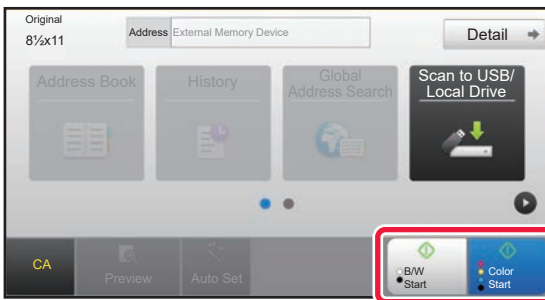 Original
8½x11
Address External Memory Device
Detail
Address Book
History
Global
Address Search
Scan to USB/
Local Drive
CA
Preview
Auto Set
B/W
Start
Color
Start